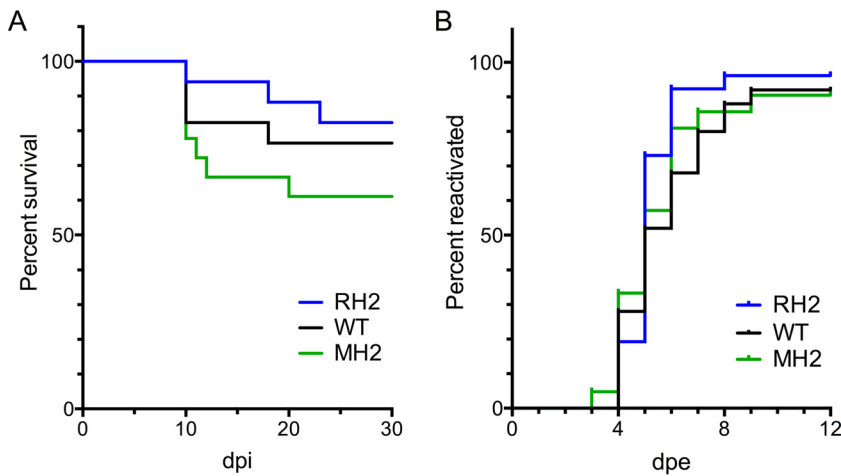 A
Percent survival
100
50
0
0 10 20 30
dpi
RH2
WT
MH2
B
Percent reactivated
100
50
0
0 4 8 12
dpe
RH2
WT
MH2